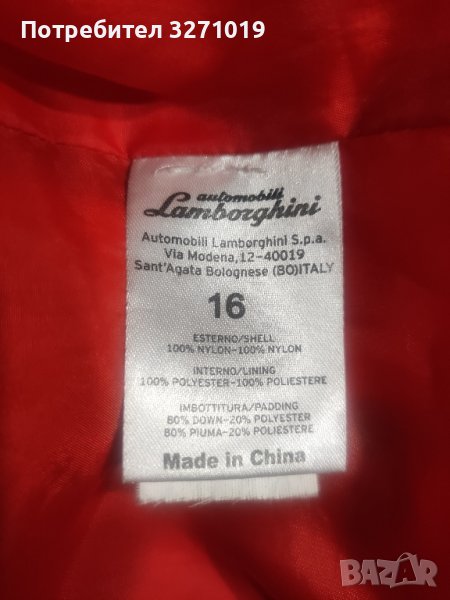 Потребител 3271019
automobili
Lamborghini
Automobili Lamborghini S.p.a.
Via Modena,12-40019
Sant'Agata Bolognese (BO)ITALY
16
ESTERNO/SHELL
100% NYLON-100% NYLON
INTERNO/LINING
100% POLYESTER-100% POLIESTERE
IMBOTTITURA/PADDING
80% DOWN-20% POLYESTER
80% PIUMA-20% POLIESTERE
Made in China
BAZAR